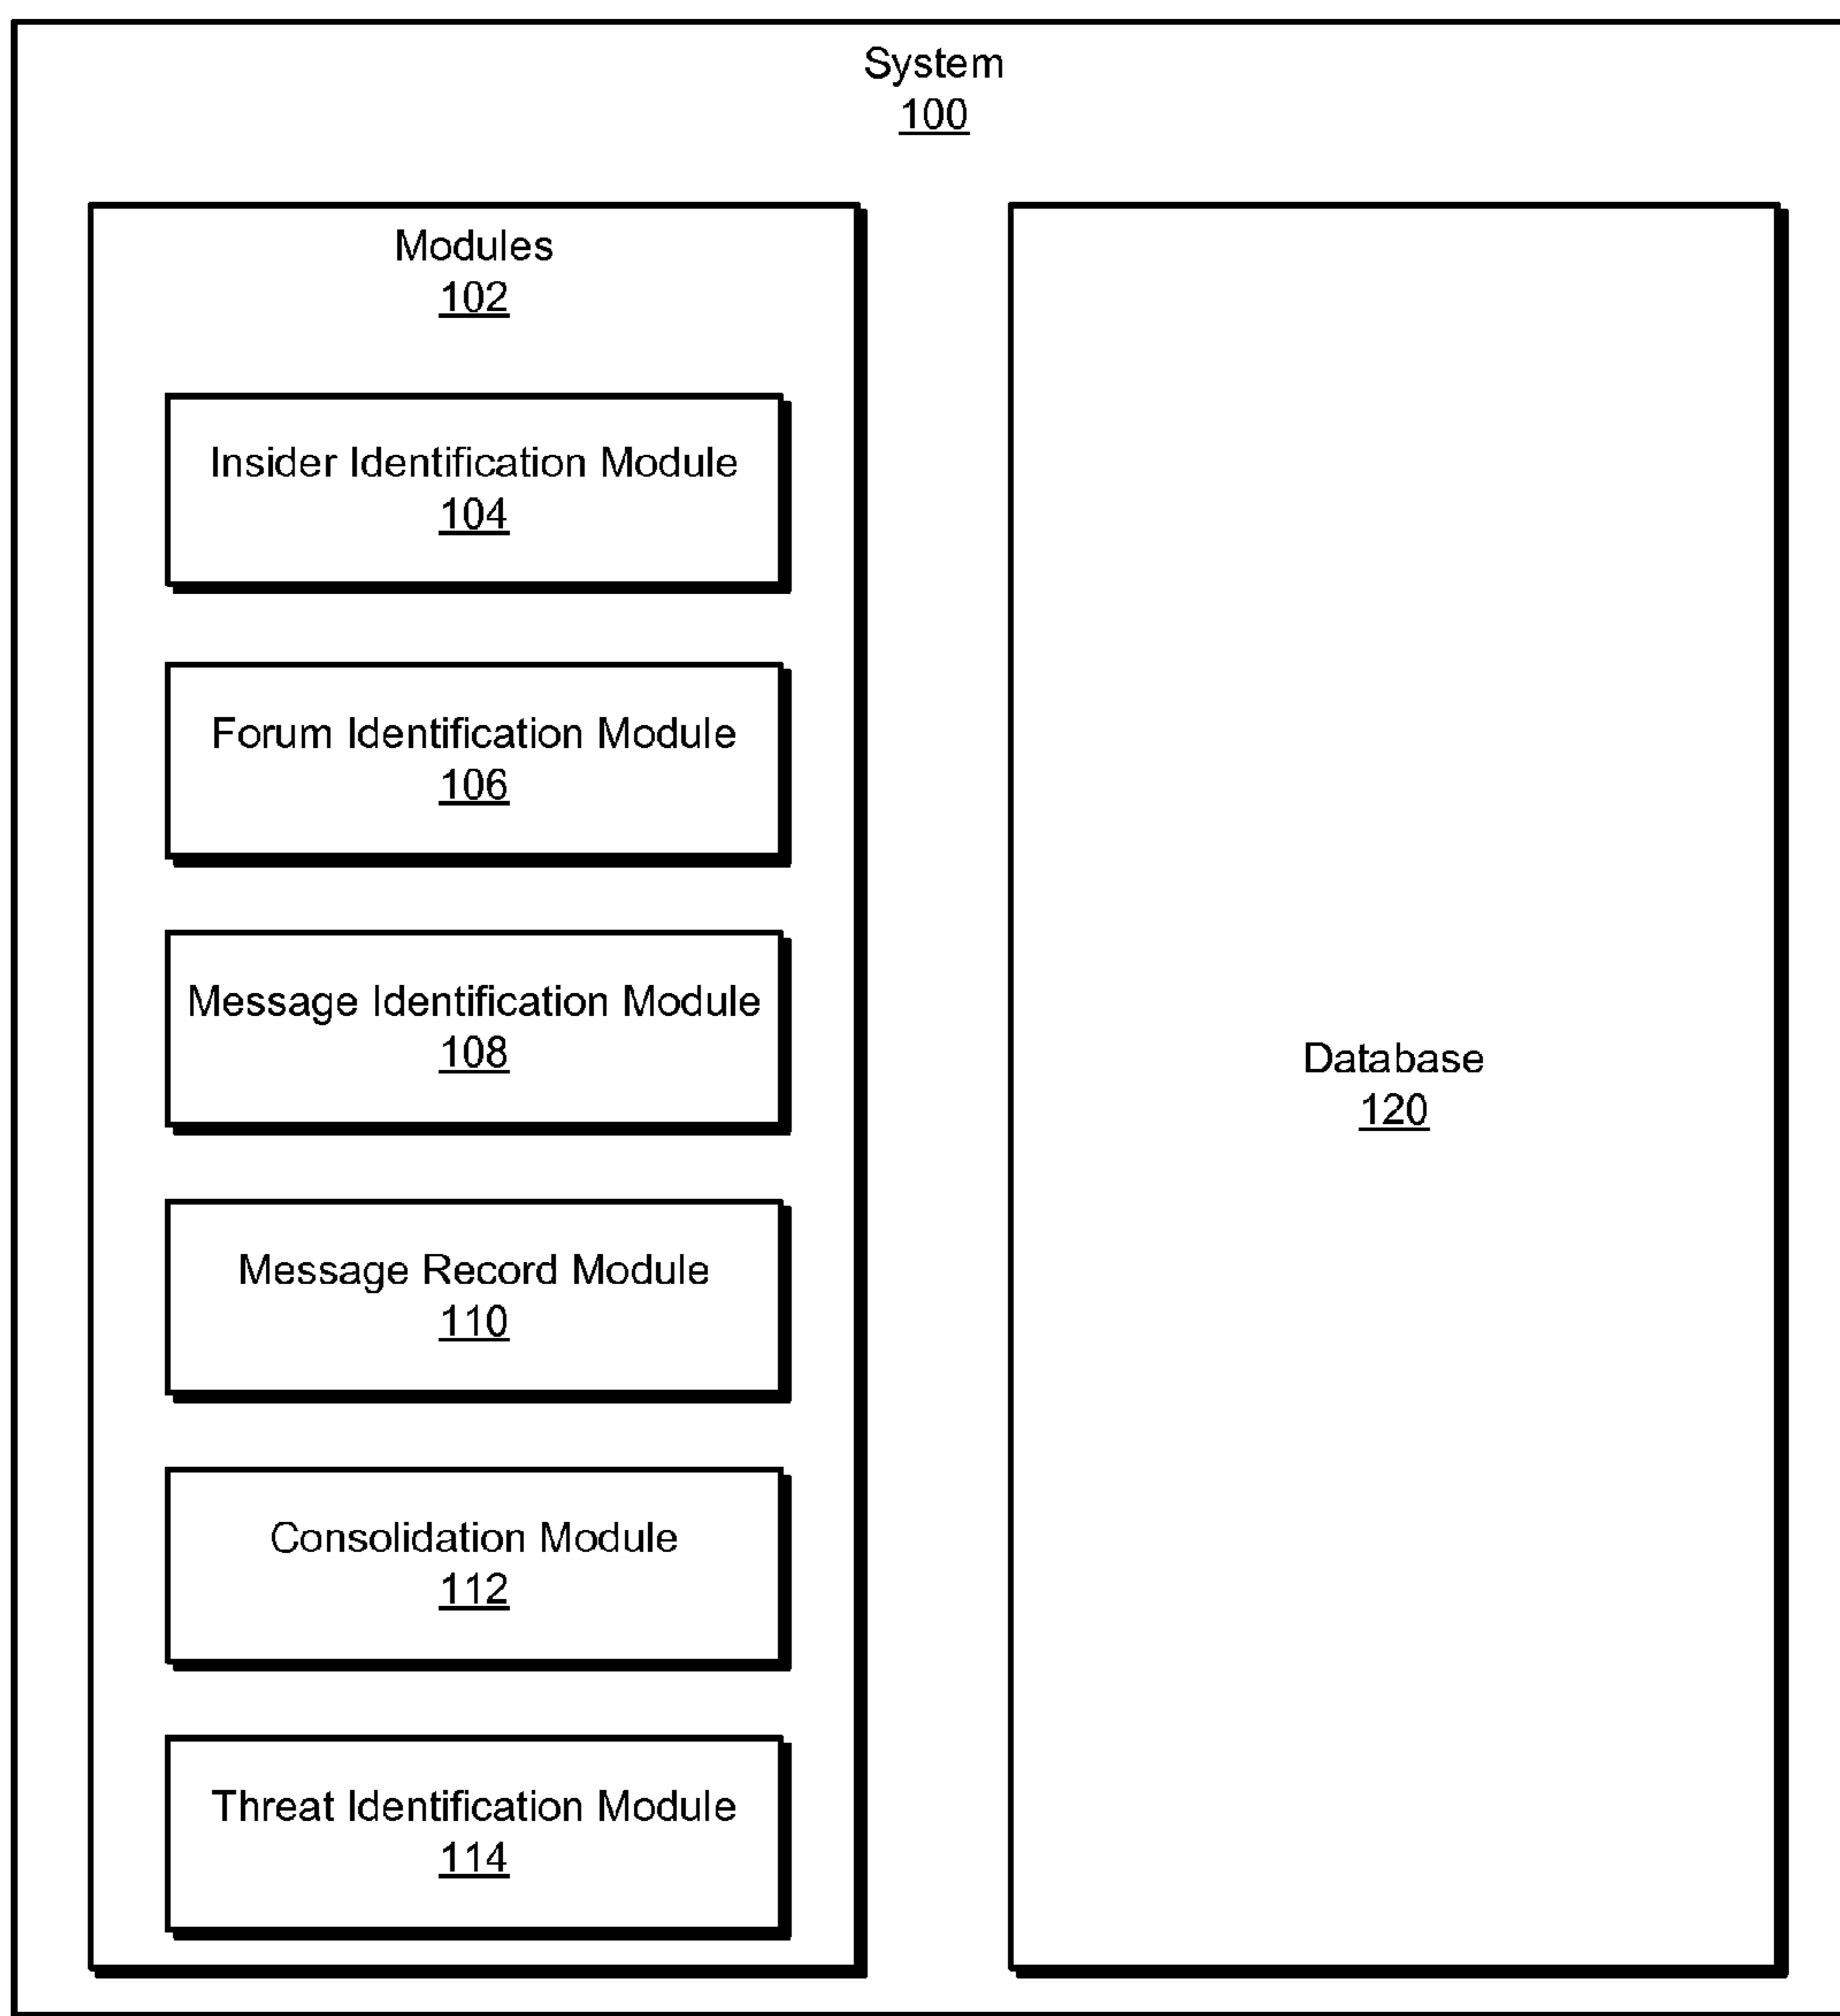 System
100
Modules
102
Insider Identification Module
104
Forum Identification Module
106
Message Identification Module
108
Message Record Module
110
Consolidation Module
112
Threat Identification Module
114
Database
120